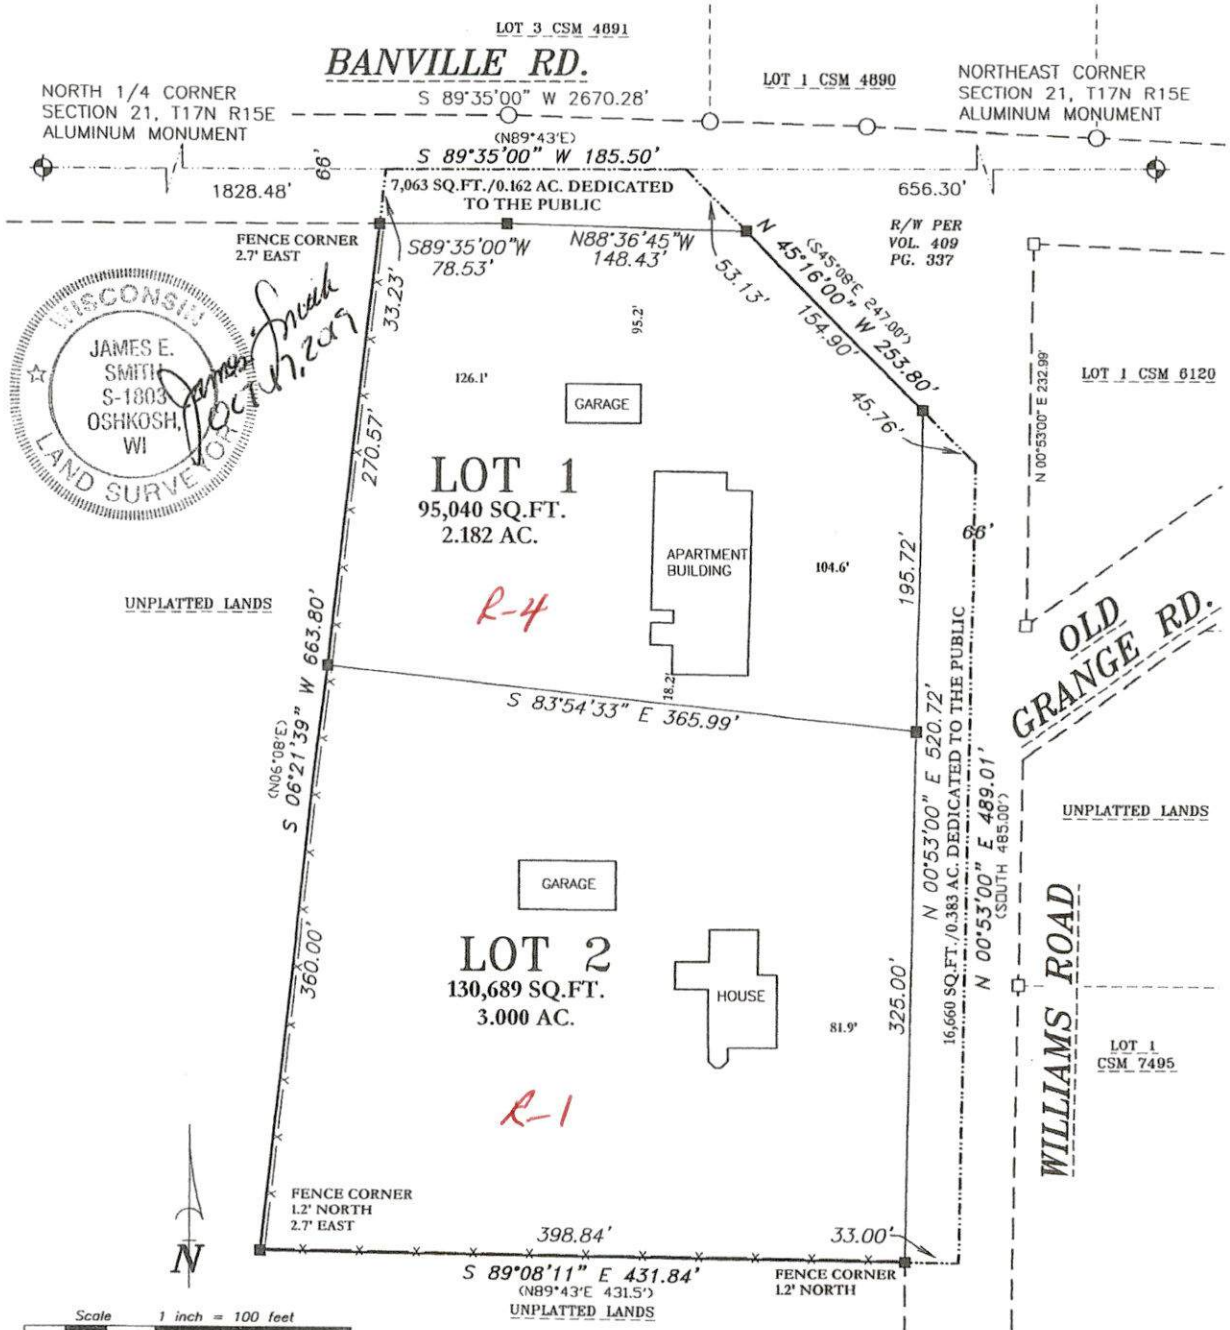 LOT 3 CSM 4891
BANVILLE RD.
S 89°35'00" W 2670.28'
LOT 1 CSM 4890
NORTH 1/4 CORNER
SECTION 21, T17N R15E
ALUMINUM MONUMENT
NORTHEAST CORNER
SECTION 21, T17N R15E
ALUMINUM MONUMENT
(N89°43'E)
S 89°35'00" W 185.50'
66'
1828.48'
656.30'
7,063 SQ.FT./0.162 AC. DEDICATED
TO THE PUBLIC
FENCE CORNER
2.7' EAST
S89°35'00"W
78.53'
N88°36'45"W
148.43'
R/W PER
VOL. 409
PG. 337
33.23'
53.13'
(S45°08'E 247.00')
N 45°16'00" W 253.80'
154.90'
45.76'
WISCONSIN
JAMES E.
SMITH
S-1803
OSHKOSH,
WI
LAND SURVEYOR
James Smith
Oct 17, 2019
95.2'
126.1'
GARAGE
N 00°53'00" E 232.99'
LOT 1 CSM 6120
270.57'
LOT 1
95,040 SQ.FT.
2.182 AC.
66'
APARTMENT
BUILDING
104.6'
195.72'
UNPLATTED LANDS
R-4
OLD
GRANGE RD.
18.2'
S 83°54'33" E 365.99'
S 06°21'39" W 663.80'
(N06°08'E)
N 00°53'00" E 520.72'
16,660 SQ.FT./0.383 AC. DEDICATED TO THE PUBLIC
N 00°53'00" E 489.01'
(SOUTH 485.00')
UNPLATTED LANDS
GARAGE
LOT 2
130,689 SQ.FT.
3.000 AC.
360.00'
HOUSE
81.9'
325.00'
WILLIAMS ROAD
LOT 1
CSM 7495
R-1
FENCE CORNER
1.2' NORTH
2.7' EAST
N
398.84'
33.00'
S 89°08'11" E 431.84'
(N89°43'E 431.5')
FENCE CORNER
1.2' NORTH
UNPLATTED LANDS
Scale 1 inch = 100 feet